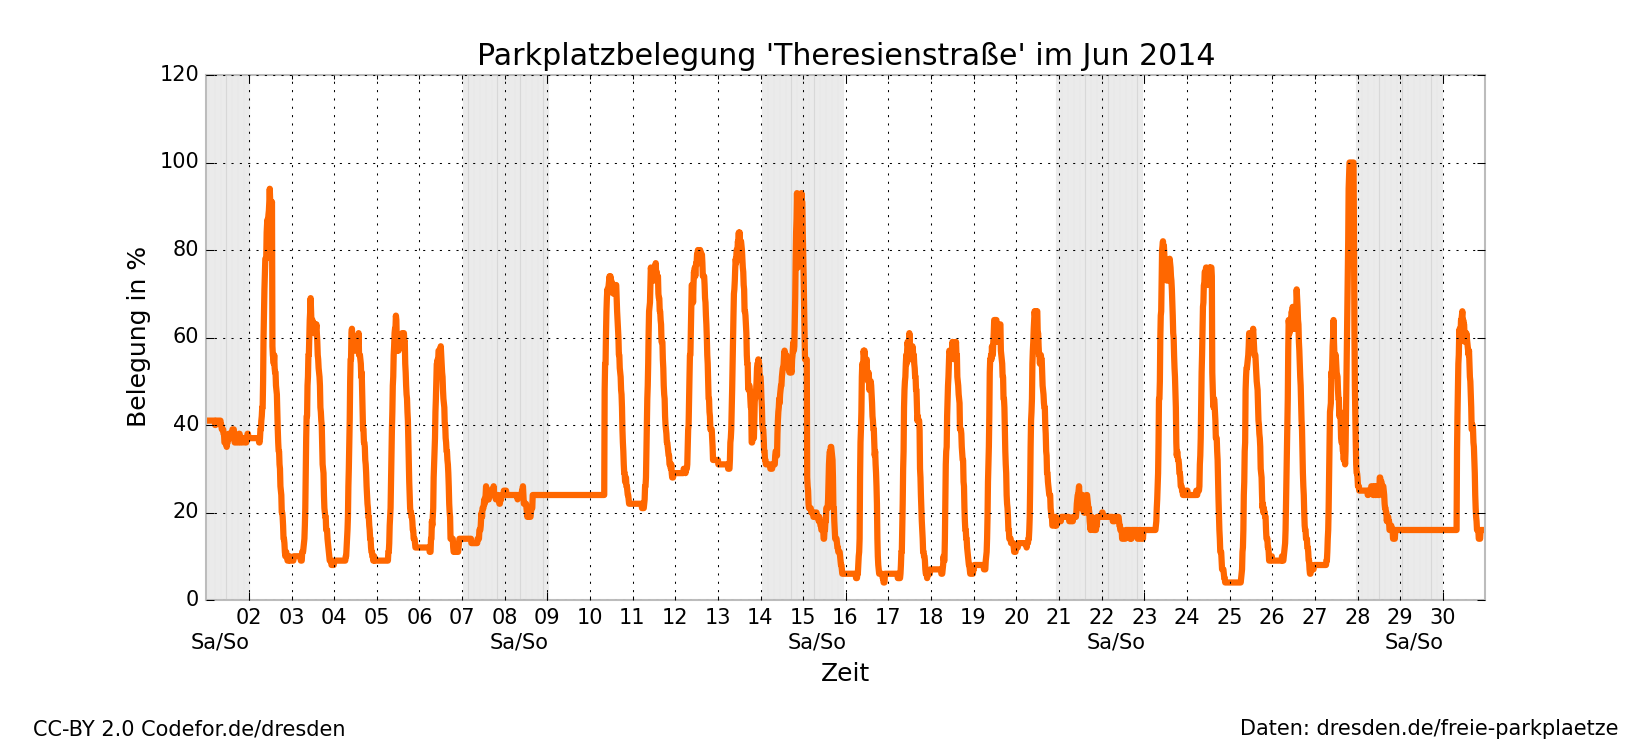 Parkplatzbelegung 'Theresienstraße' im Jun 2014
120
100
80
60
40
20
0
Belegung in %
02 03 04 05 06 07 08 09 10 11 12 13 14 15 16 17 18 19 20 21 22 23 24 25 26 27 28 29 30
Sa/So Sa/So Sa/So Sa/So Sa/So
Zeit
CC-BY 2.0 Codefor.de/dresden
Daten: dresden.de/freie-parkplaetze